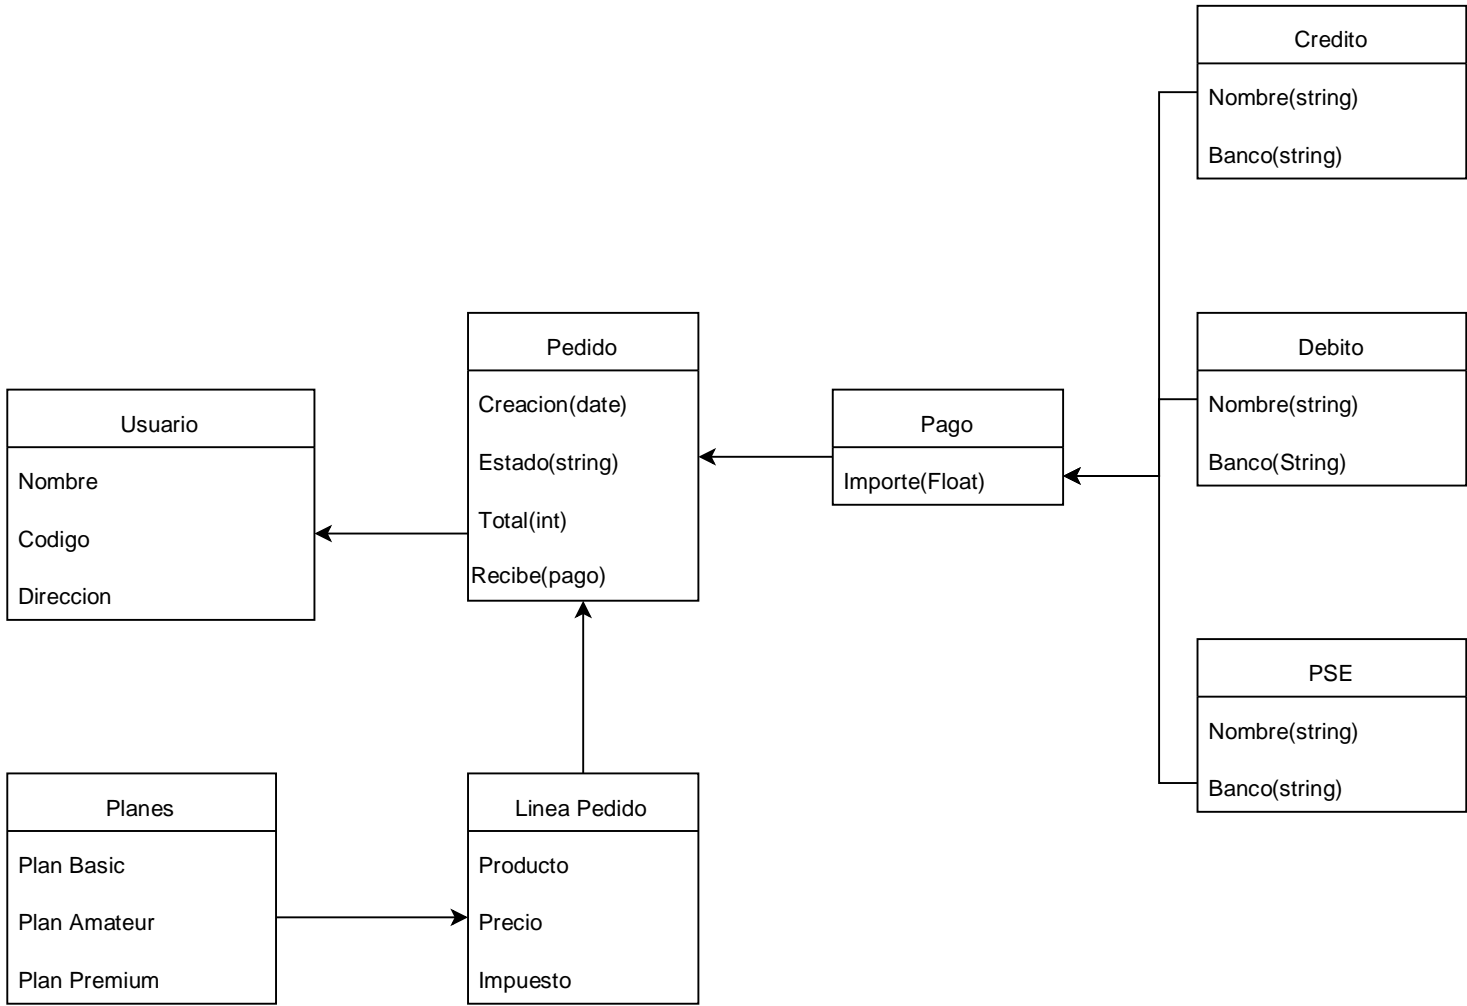 Credito
Nombre(string)
Banco(string)
Pedido
Creacion(date)
Estado(string)
Total(int)
Recibe(pago)
Debito
Nombre(string)
Banco(String)
Usuario
Nombre
Codigo
Direccion
Pago
Importe(Float)
PSE
Nombre(string)
Banco(string)
Planes
Plan Basic
Plan Amateur
Plan Premium
Linea Pedido
Producto
Precio
Impuesto